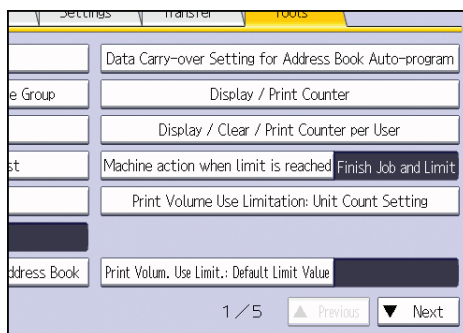 Settings Transfer Tools
Data Carry-over Setting for Address Book Auto-program
e Group Display / Print Counter
Display / Clear / Print Counter per User
st Machine action when limit is reached Finish Job and Limit
Print Volume Use Limitation: Unit Count Setting
ddress Book Print Volum. Use Limit.: Default Limit Value
1/5 ▲ Previous ▼ Next